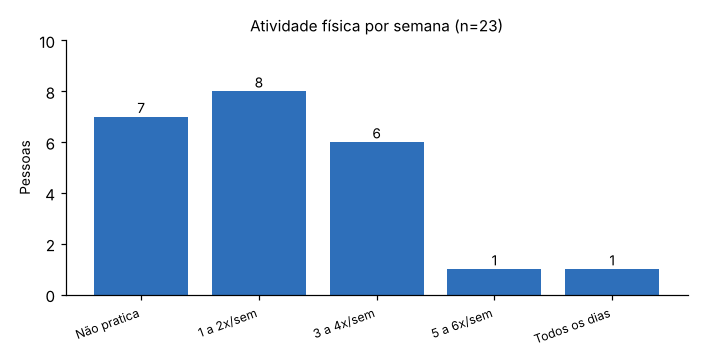 Atividade física por semana (n=23)
10
8
6
4
2
0
Pessoas
7
8
6
1
1
Não pratica
1 a 2x/sem
3 a 4x/sem
5 a 6x/sem
Todos os dias